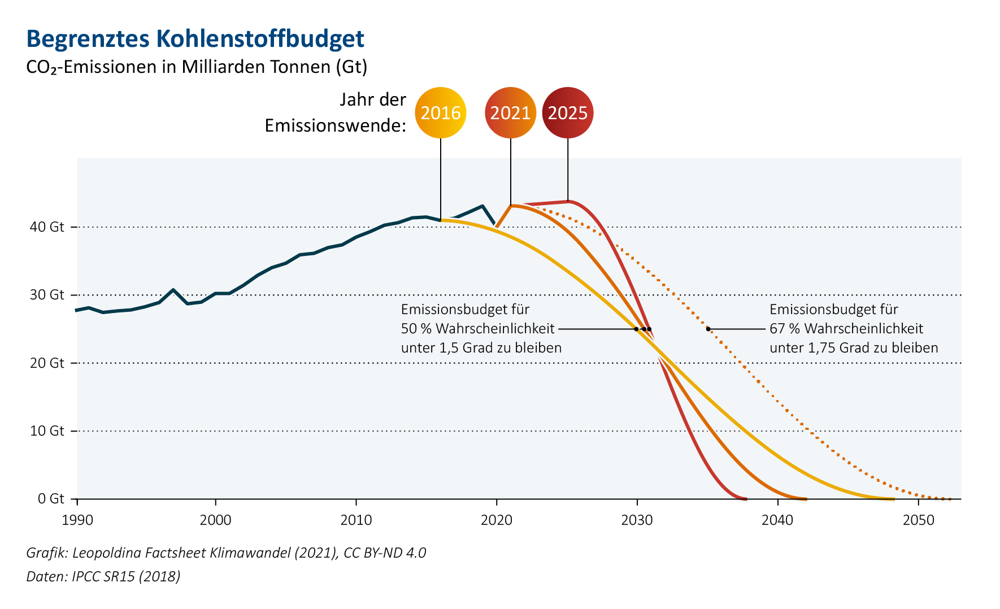 Begrenztes Kohlenstoffbudget
CO₂-Emissionen in Milliarden Tonnen (Gt)
Jahr der
Emissionswende:
2016
2021
2025
40 Gt
30 Gt
20 Gt
10 Gt
0 Gt
Emissionsbudget für
50 % Wahrscheinlichkeit
unter 1,5 Grad zu bleiben
Emissionsbudget für
67 % Wahrscheinlichkeit
unter 1,75 Grad zu bleiben
1990
2000
2010
2020
2030
2040
2050
Grafik: Leopoldina Factsheet Klimawandel (2021), CC BY-ND 4.0
Daten: IPCC SR15 (2018)